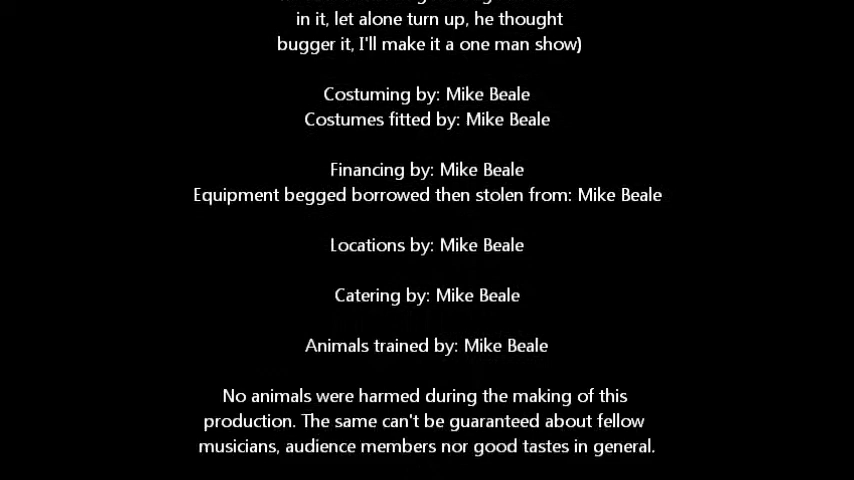 in it, let alone turn up, he thought
bugger it, I'll make it a one man show)
Costuming by: Mike Beale
Costumes fitted by: Mike Beale
Financing by: Mike Beale
Equipment begged borrowed then stolen from: Mike Beale
Locations by: Mike Beale
Catering by: Mike Beale
Animals trained by: Mike Beale
No animals were harmed during the making of this
production. The same can't be guaranteed about fellow
musicians, audience members nor good tastes in general.